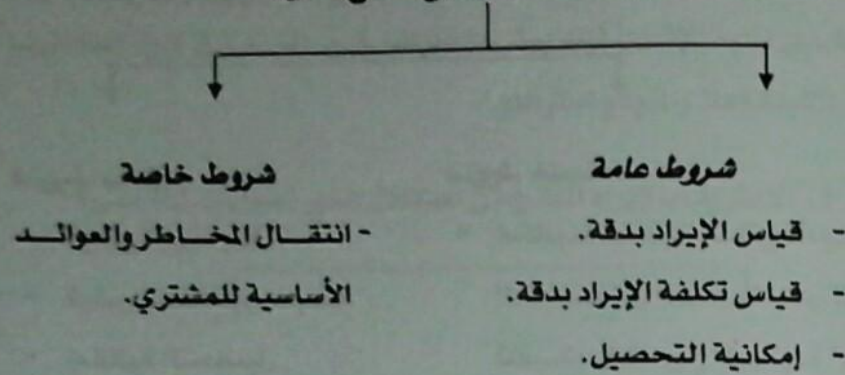 شروط عامة
- قياس الإيراد بدقة.
- قياس تكلفة الإيراد بدقة.
- إمكانية التحصيل.
شروط خاصة
- انتقال المخاطر والعوائد
الأساسية للمشتري.